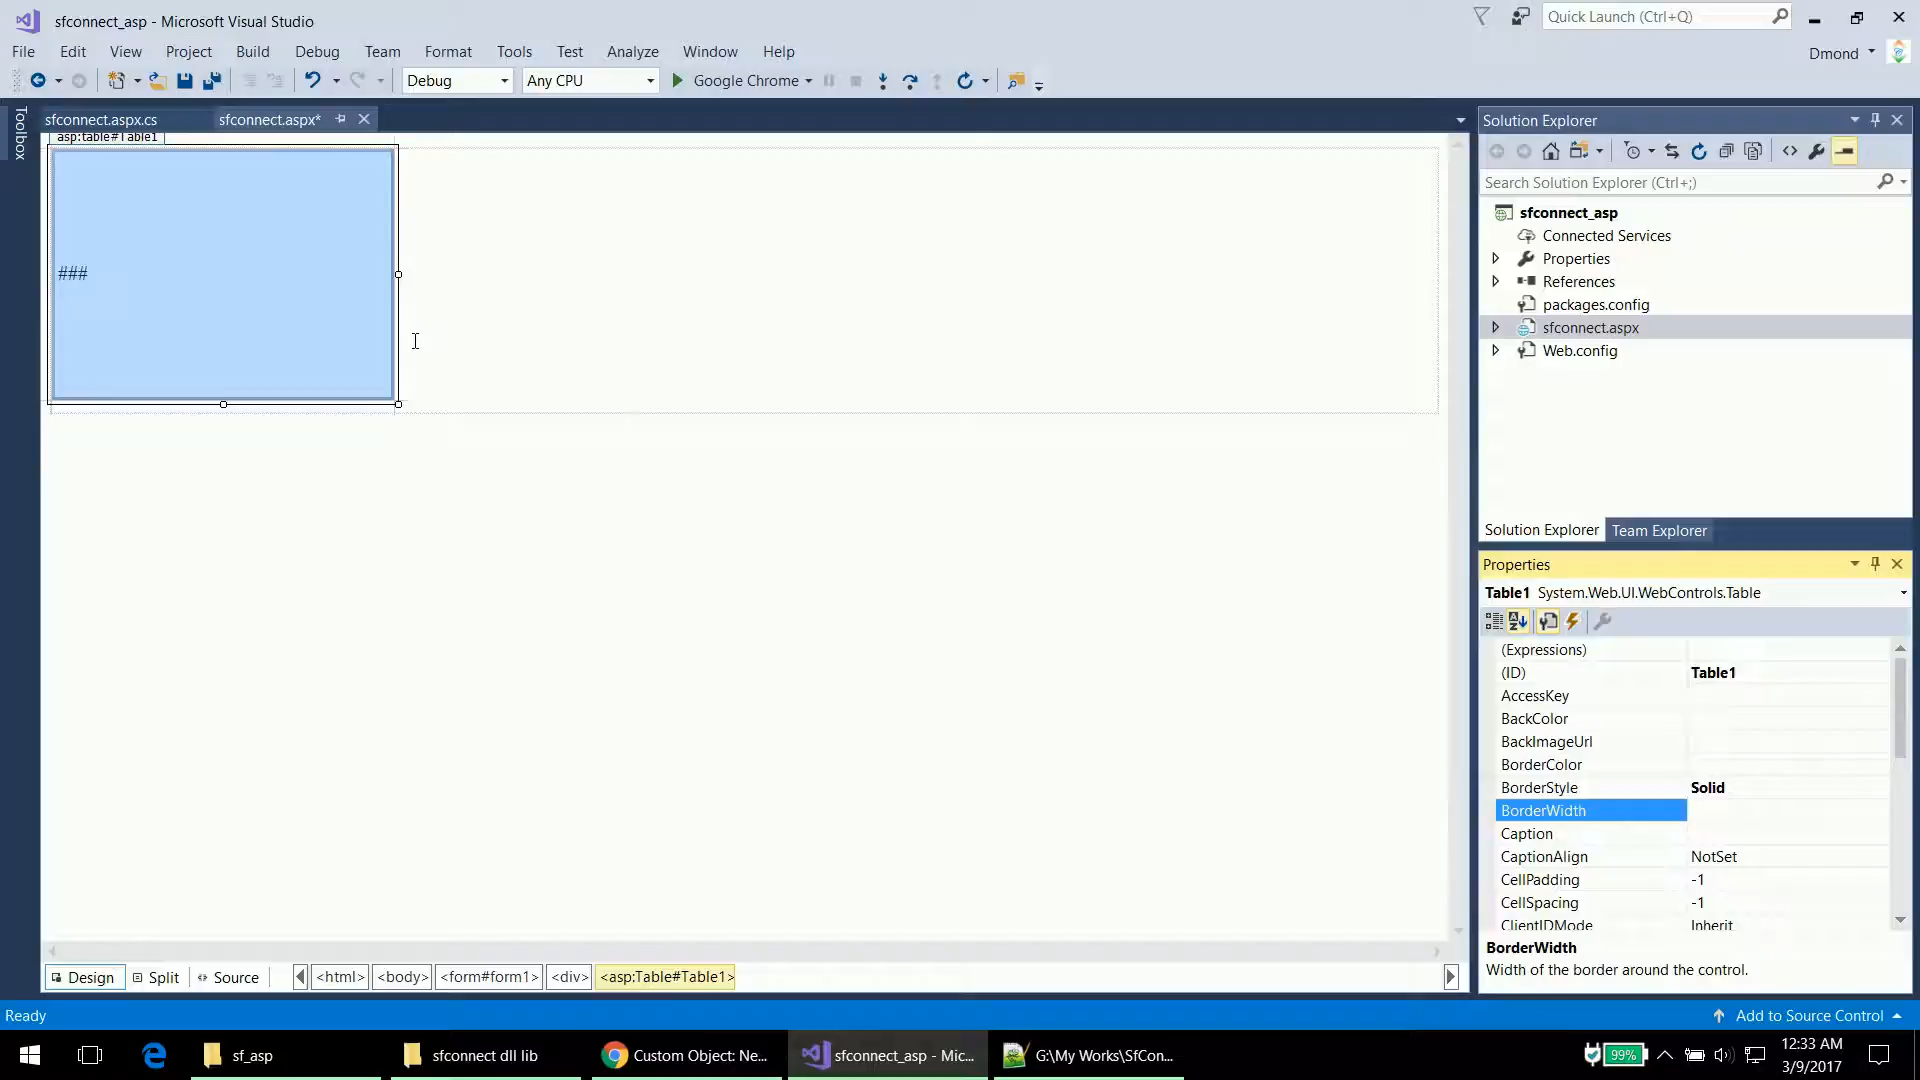 sfconnect_asp - Microsoft Visual Studio
Quick Launch (Ctrl+Q)
File Edit View Project Build Debug Team Format Tools Test Analyze Window Help
Dmond
Debug Any CPU Google Chrome
Toolbox
sfconnect.aspx.cs sfconnect.aspx*
asp:table#Table1
###
Solution Explorer
Search Solution Explorer (Ctrl+;)
sfconnect_asp
Connected Services
Properties
References
packages.config
sfconnect.aspx
Web.config
Solution Explorer Team Explorer
Properties
Table1 System.Web.UI.WebControls.Table
(Expressions)
(ID) Table1
AccessKey
BackColor
BackImageUrl
BorderColor
BorderStyle Solid
BorderWidth
Caption
CaptionAlign NotSet
CellPadding -1
CellSpacing -1
ClientIDMode Inherit
BorderWidth
Width of the border around the control.
Design Split Source <html> <body> <form#form1> <div> <asp:Table#Table1>
Ready
Add to Source Control
sf_asp
sfconnect dll lib
Custom Object: Ne...
sfconnect_asp - Mic...
G:\My Works\SfCon...
99%
12:33 AM
3/9/2017